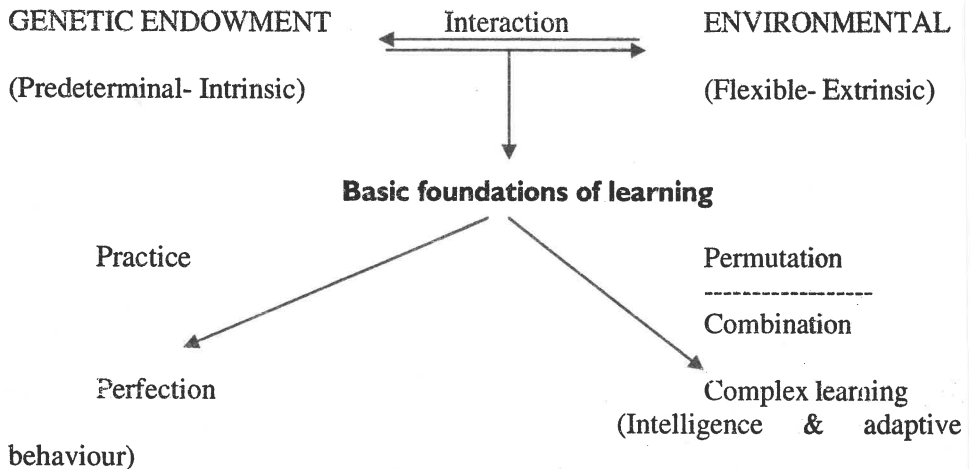 GENETIC ENDOWMENT Interaction ENVIRONMENTAL
(Predeterminal- Intrinsic) (Flexible- Extrinsic)
Basic foundations of learning
Practice Permutation
-------------------
Combination
Perfection Complex learning
(Intelligence & adaptive
behaviour)